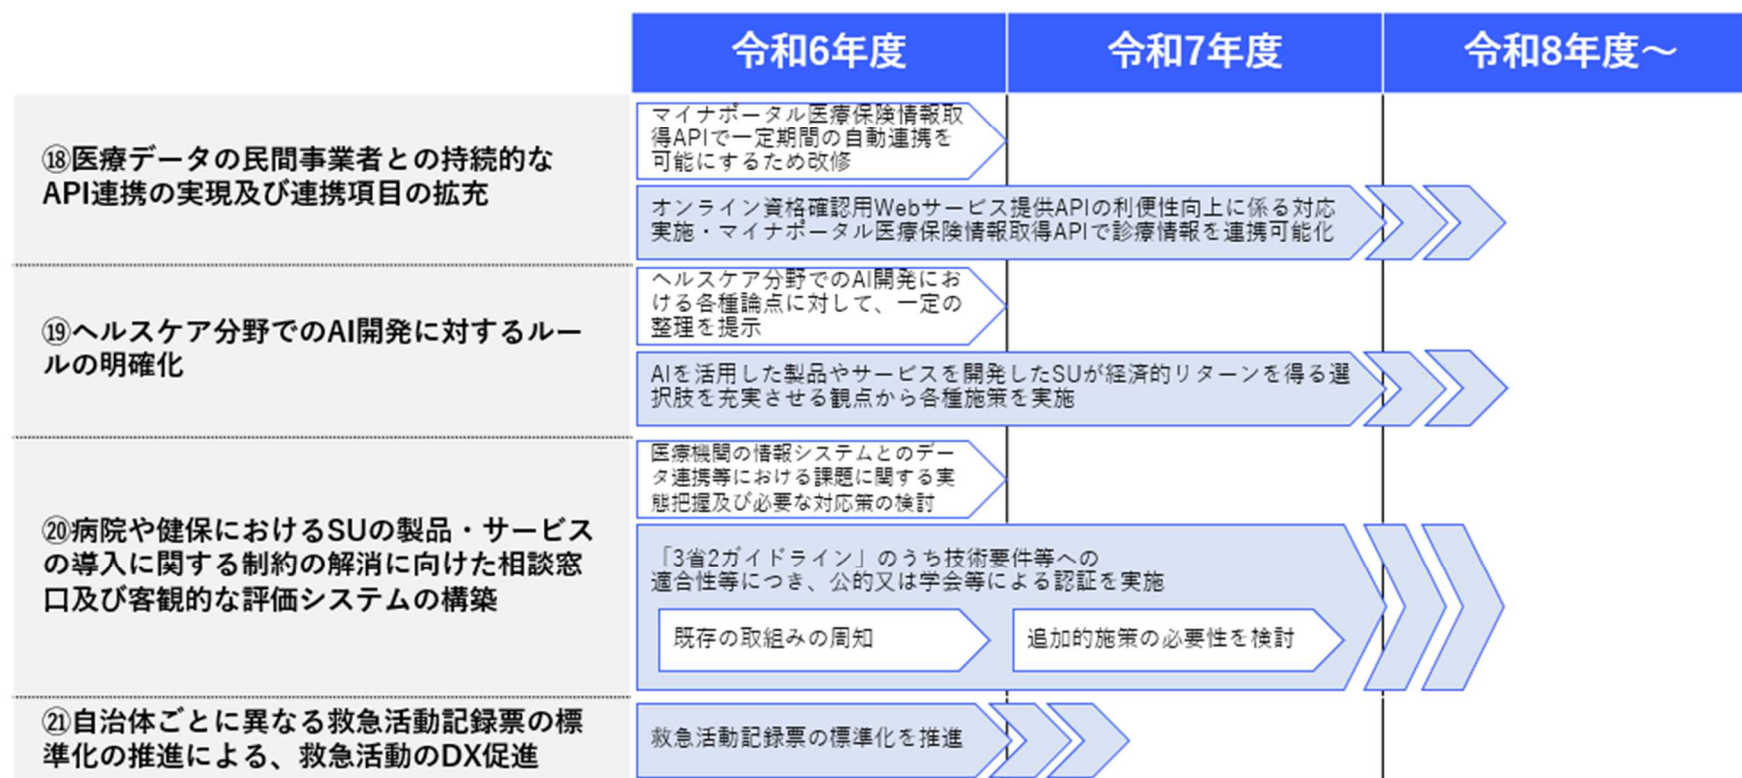 令和6年度
令和7年度
令和8年度～
⑱医療データの民間事業者との持続的な
API連携の実現及び連携項目の拡充
マイナポータル医療保険情報取
得APIで一定期間の自動連携を
可能にするため改修
オンライン資格確認用Webサービス提供APIの利便性向上に係る対応
実施・マイナポータル医療保険情報取得APIで診療情報を連携可能化
⑲ヘルスケア分野でのAI開発に対するルー
ルの明確化
ヘルスケア分野でのAI開発にお
ける各種論点に対して、一定の
整理を提示
AIを活用した製品やサービスを開発したSUが経済的リターンを得る選
択肢を充実させる観点から各種施策を実施
⑳病院や健保におけるSUの製品・サービス
の導入に関する制約の解消に向けた相談窓
口及び客観的な評価システムの構築
医療機関の情報システムとのデー
タ連携等における課題に関する実
態把握及び必要な対応策の検討
「3省2ガイドライン」のうち技術要件等への
適合性等につき、公的又は学会等による認証を実施
既存の取組みの周知
追加的施策の必要性を検討
㉑自治体ごとに異なる救急活動記録票の標
準化の推進による、救急活動のDX促進
救急活動記録票の標準化を推進